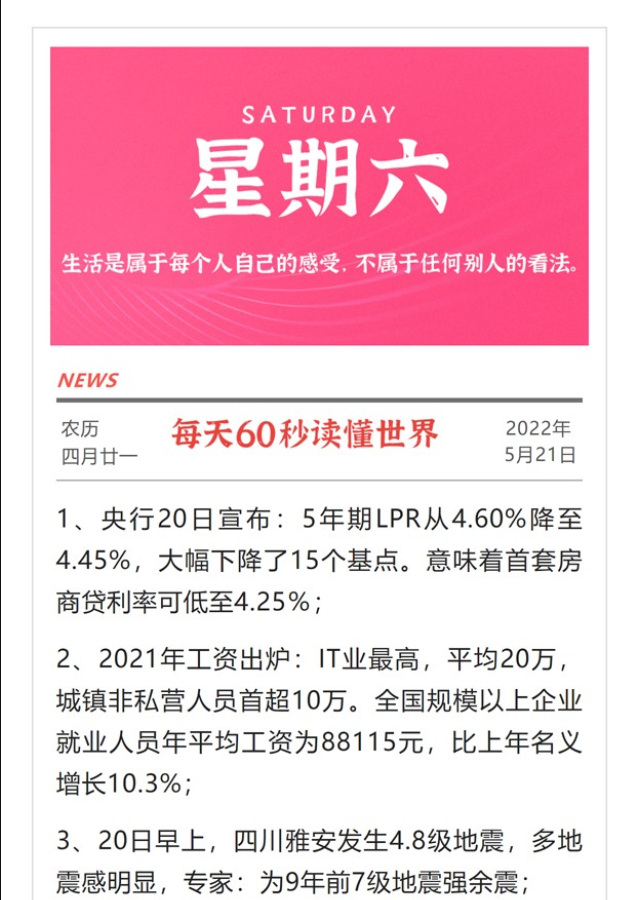 SATURDAY
星期六
生活是属于每个人自己的感受，不属于任何别人的看法。
NEWS
农历
四月廿一
每天60秒读懂世界
2022年
5月21日
1、央行20日宣布：5年期LPR从4.60%降至
4.45%，大幅下降了15个基点。意味着首套房
商贷利率可低至4.25%；
2、2021年工资出炉：IT业最高，平均20万，
城镇非私营人员首超10万。全国规模以上企业
就业人员年平均工资为88115元，比上年名义
增长10.3%；
3、20日早上，四川雅安发生4.8级地震，多地
震感明显，专家：为9年前7级地震强余震；